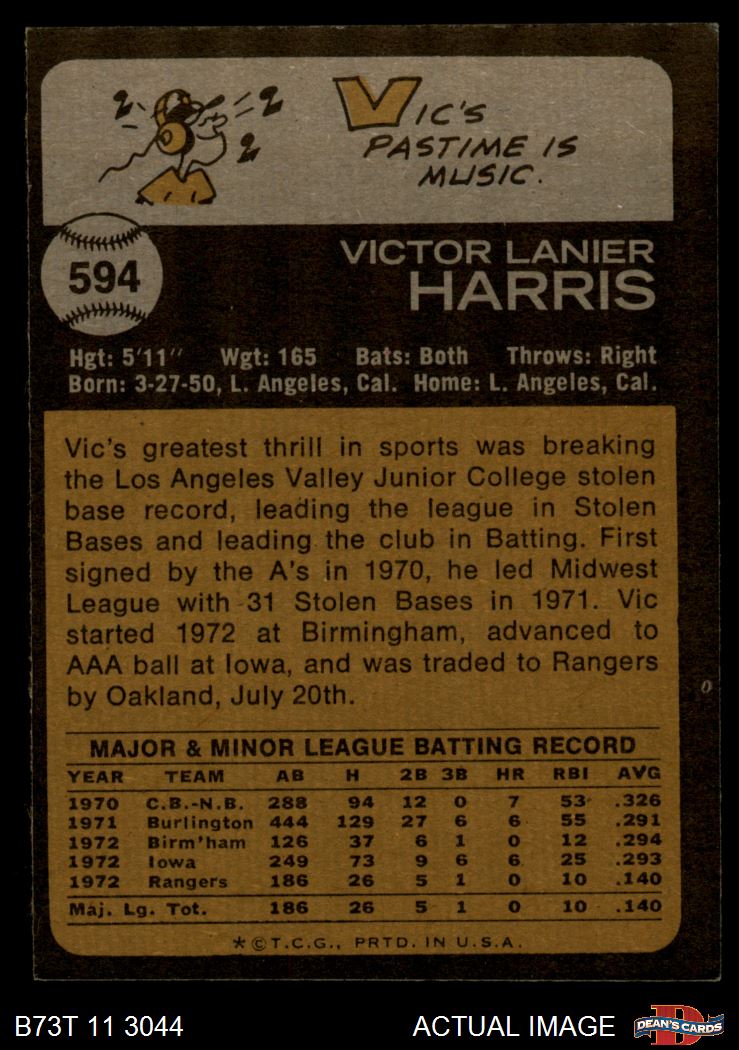 VIC'S
PASTIME IS
MUSIC.
594
VICTOR LANIER
HARRIS
Hgt: 5'11" Wgt: 165 Bats: Both Throws: Right
Born: 3-27-50, L. Angeles, Cal. Home: L. Angeles, Cal.
Vic's greatest thrill in sports was breaking
the Los Angeles Valley Junior College stolen
base record, leading the league in Stolen
Bases and leading the club in Batting. First
signed by the A's in 1970, he led Midwest
League with 31 Stolen Bases in 1971. Vic
started 1972 at Birmingham, advanced to
AAA ball at Iowa, and was traded to Rangers
by Oakland, July 20th.
MAJOR & MINOR LEAGUE BATTING RECORD
YEAR TEAM AB H 2B 3B HR RBI AVG
1970 C.B.-N.B. 288 94 12 0 7 53 .326
1971 Burlington 444 129 27 6 6 55 .291
1972 Birm'ham 126 37 6 1 0 12 .294
1972 Iowa 249 73 9 6 6 25 .293
1972 Rangers 186 26 5 1 0 10 .140
Maj. Lg. Tot. 186 26 5 1 0 10 .140
*©T.C.G., PRTD. IN U.S.A.
B73T 11 3044 ACTUAL IMAGE D DEAN'S CARDS